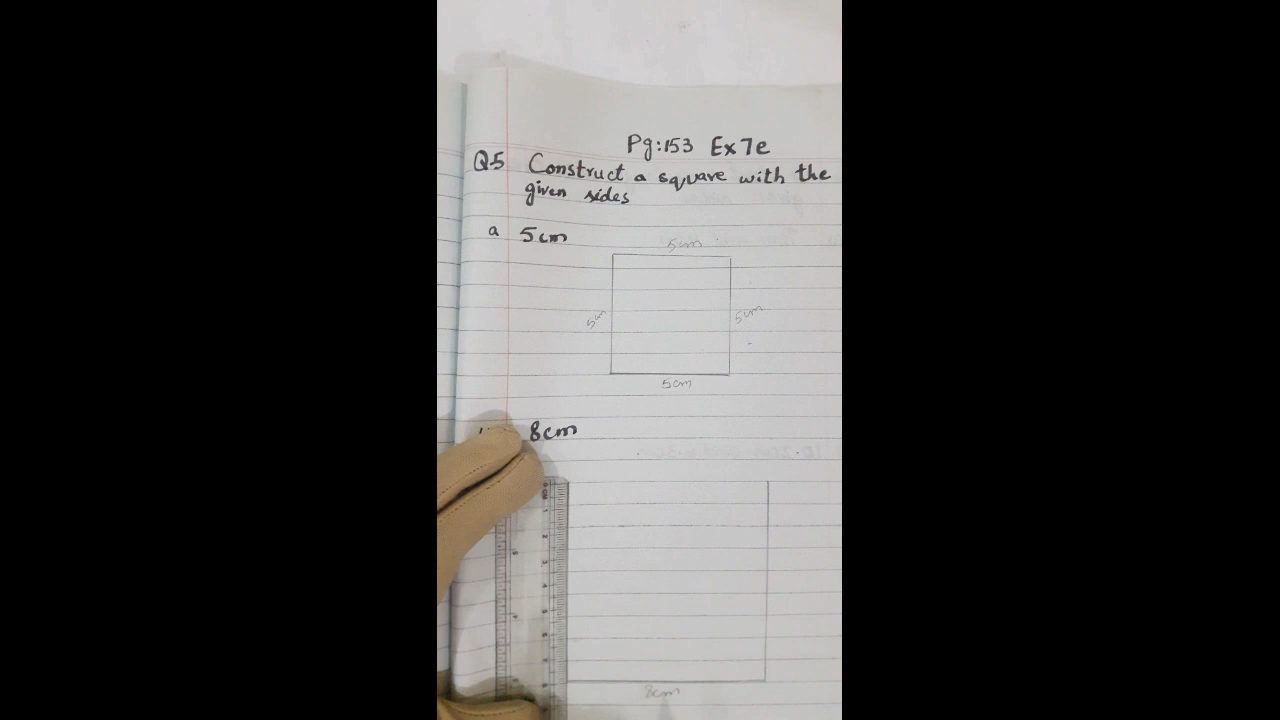 Pg:153 Ex7e
Q5 Construct a square with the
given sides
a 5cm
5cm
5cm
5cm
5cm
8cm
8cm